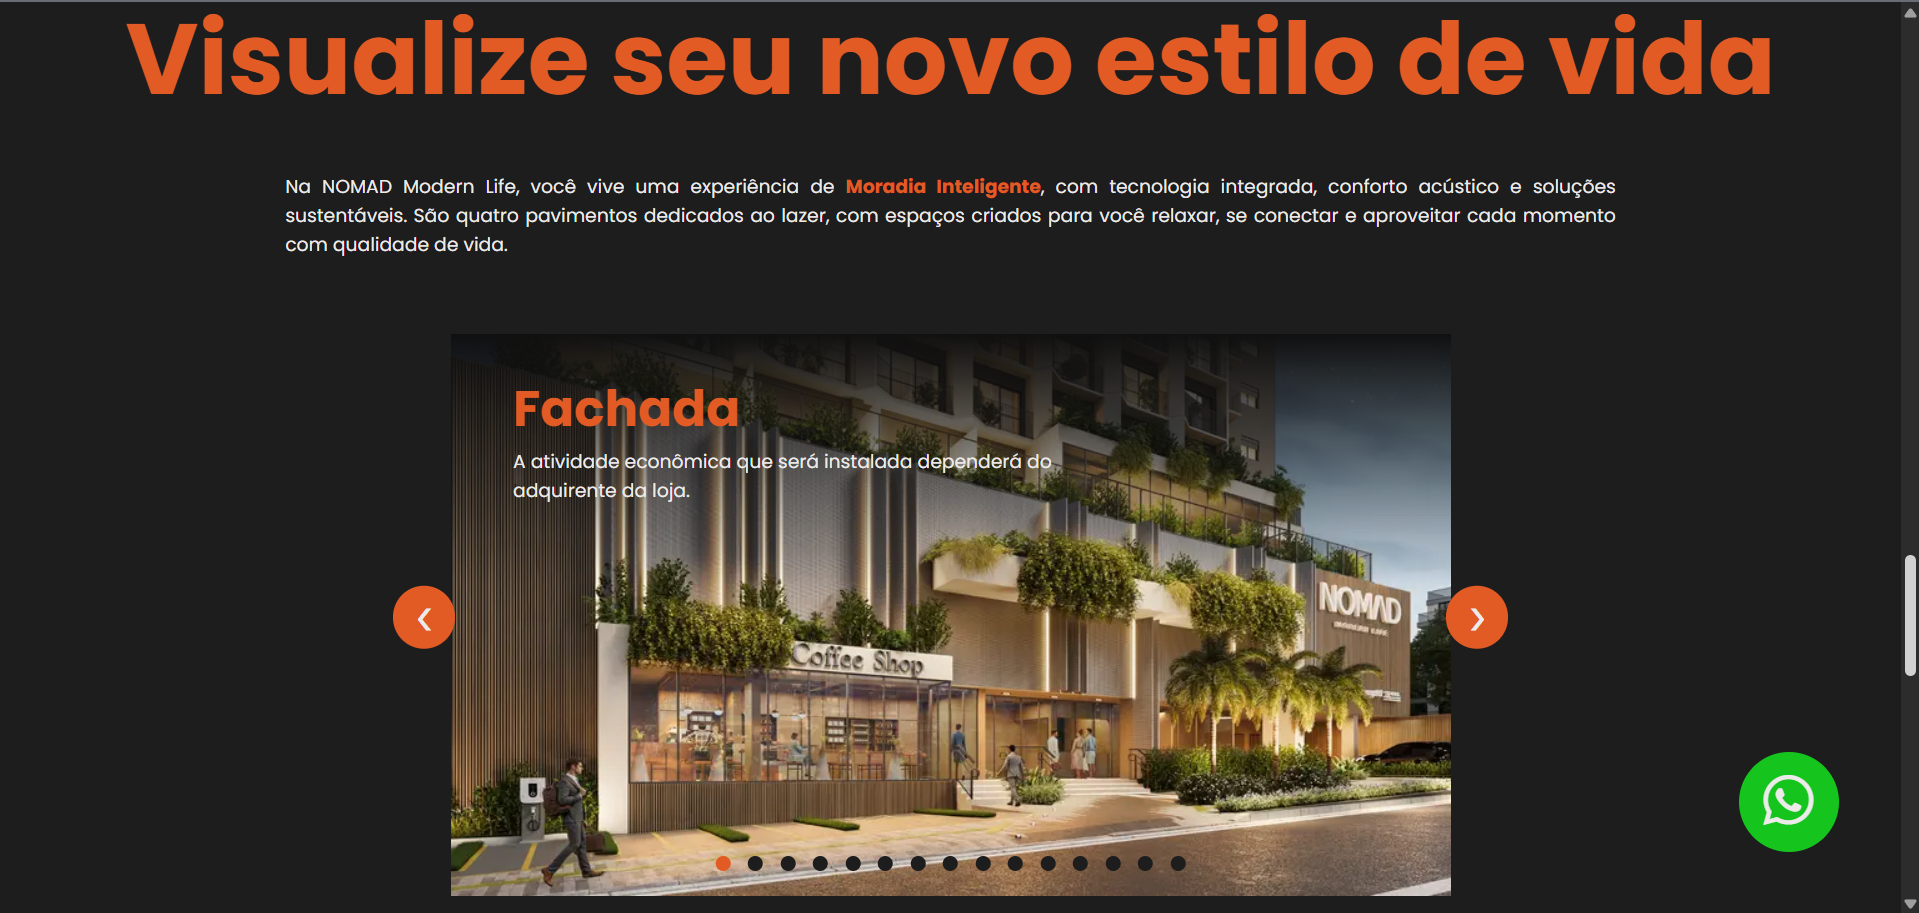 Visualize seu novo estilo de vida
Na NOMAD Modern Life, você vive uma experiência de Moradia Inteligente, com tecnologia integrada, conforto acústico e soluções
sustentáveis. São quatro pavimentos dedicados ao lazer, com espaços criados para você relaxar, se conectar e aproveitar cada momento
com qualidade de vida.
Fachada
A atividade econômica que será instalada dependerá do
adquirente da loja.
NOMAD
Coffee Shop